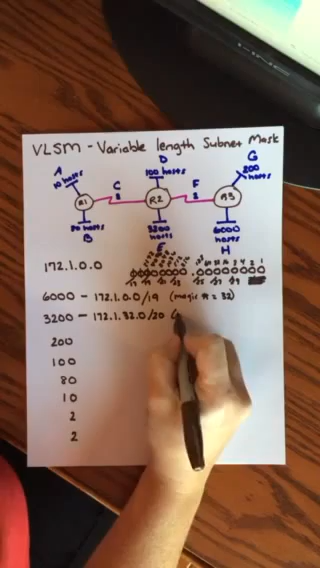 VLSM - Variable length Subnet Mask
A
10 hosts
D
100 hosts
G
200 hosts
C
2
F
2
R1
R2
R3
80 hosts
B
3200 hosts
E
6000 hosts
H
172.1.0.0
6000 - 172.1.0.0/19 (magic # = 32)
3200 - 172.1.32.0/20 (
200
100
80
10
2
2